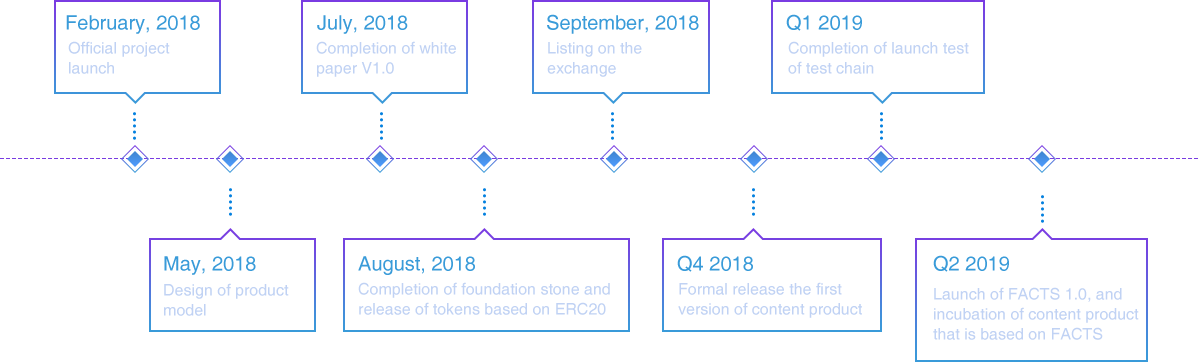 February, 2018
Official project
launch
July, 2018
Completion of white
paper V1.0
September, 2018
Listing on the
exchange
Q1 2019
Completion of launch test
of test chain
May, 2018
Design of product
model
August, 2018
Completion of foundation stone and
release of tokens based on ERC20
Q4 2018
Formal release the first
version of content product
Q2 2019
Launch of FACTS 1.0, and
incubation of content product
that is based on FACTS